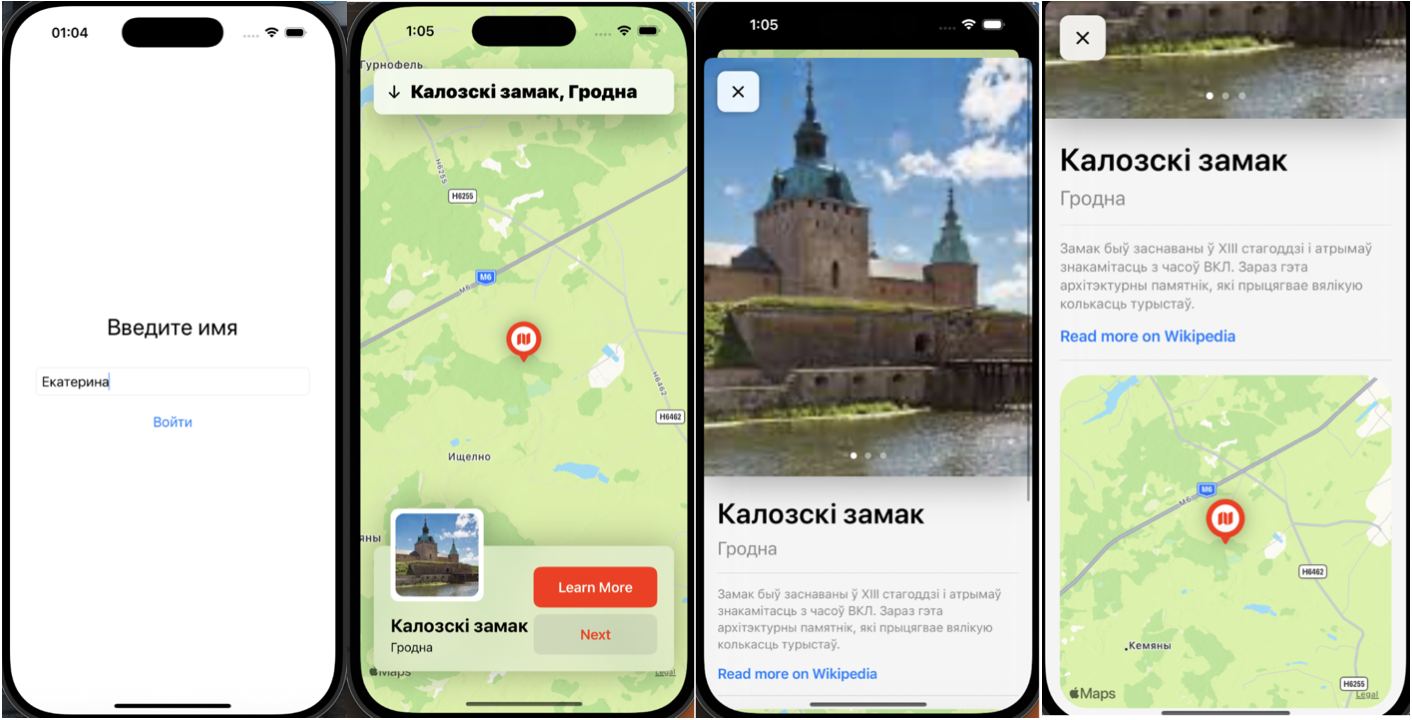 01:04
Введите имя
Екатерина
Войти
1:05
Гурнофель
Калозскі замак, Гродна
H6255
H6255
M6
M6
H6462
H6462
Ищелно
яны
Learn More
Калозскі замак
Next
Гродна
Maps
Legal
1:05
Калозскі замак
Гродна
Замак быў заснаваны ў XIII стагоддзі і атрымаў
знакамітасць з часоў ВКЛ. Зараз гэта
архітэктурны памятнік, які прыцягвае вялікую
колькасць турыстаў.
Read more on Wikipedia
Калозскі замак
Гродна
Замак быў заснаваны ў XIII стагоддзі і атрымаў
знакамітасць з часоў ВКЛ. Зараз гэта
архітэктурны памятнік, які прыцягвае вялікую
колькасць турыстаў.
Read more on Wikipedia
M6
M6
H6462
Кемяны
H6255
Maps
Legal